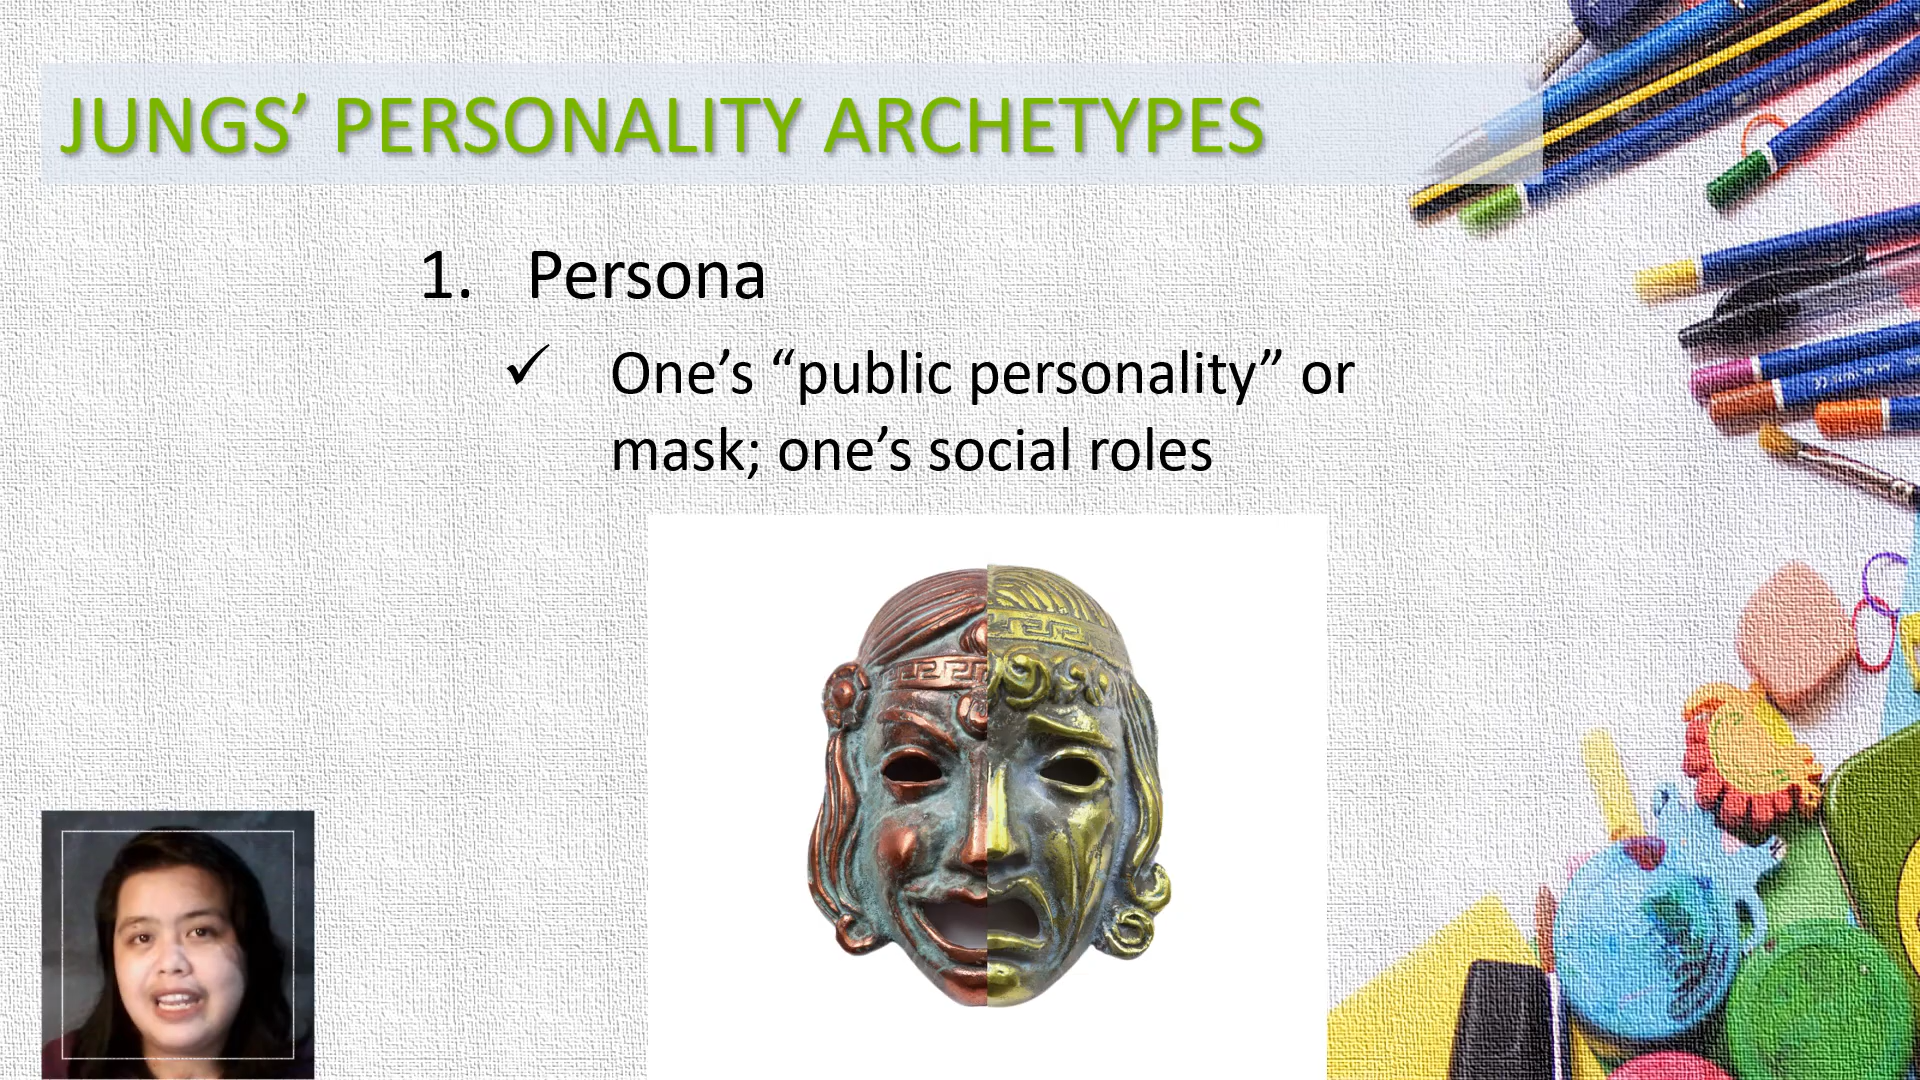 JUNGS’ PERSONALITY ARCHETYPES
1. Persona
✓ One’s “public personality” or
mask; one’s social roles